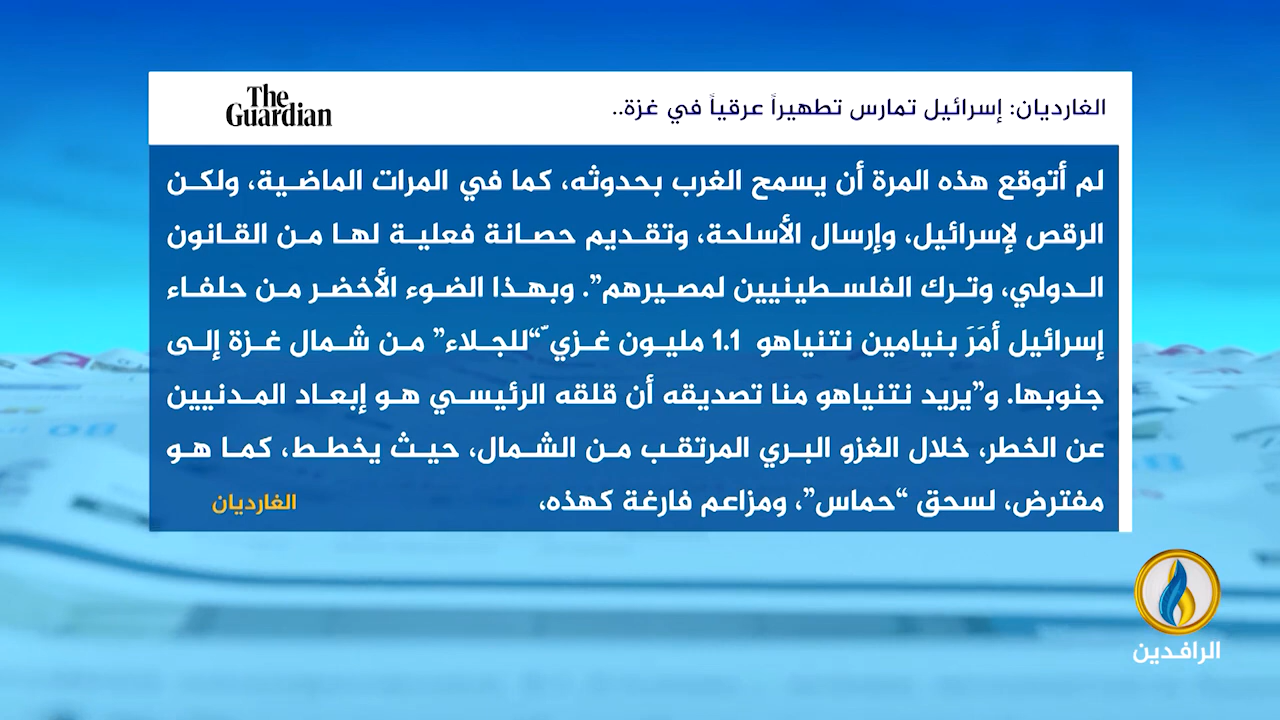 The
Guardian
الغارديان: إسرائيل تمارس تطهيراً عرقياً في غزة..
لم أتوقع هذه المرة أن يسمح الغرب بحدوثه، كما في المرات الماضية، ولكن
الرقص لإسرائيل، وإرسال الأسلحة، وتقديم حصانة فعلية لها من القانون
الدولي، وترك الفلسطينيين لمصيرهم”. وبهذا الضوء الأخضر من حلفاء
إسرائيل أمَرَ بنيامين نتنياهو 1.1 مليون غزيّ “للجلاء” من شمال غزة إلى
جنوبها. و”يريد نتنياهو منا تصديقه أن قلقه الرئيسي هو إبعاد المدنيين
عن الخطر، خلال الغزو البري المرتقب من الشمال، حيث يخطط، كما هو
مفترض، لسحق “حماس”، ومزاعم فارغة كهذه،
الغارديان
الرافدين